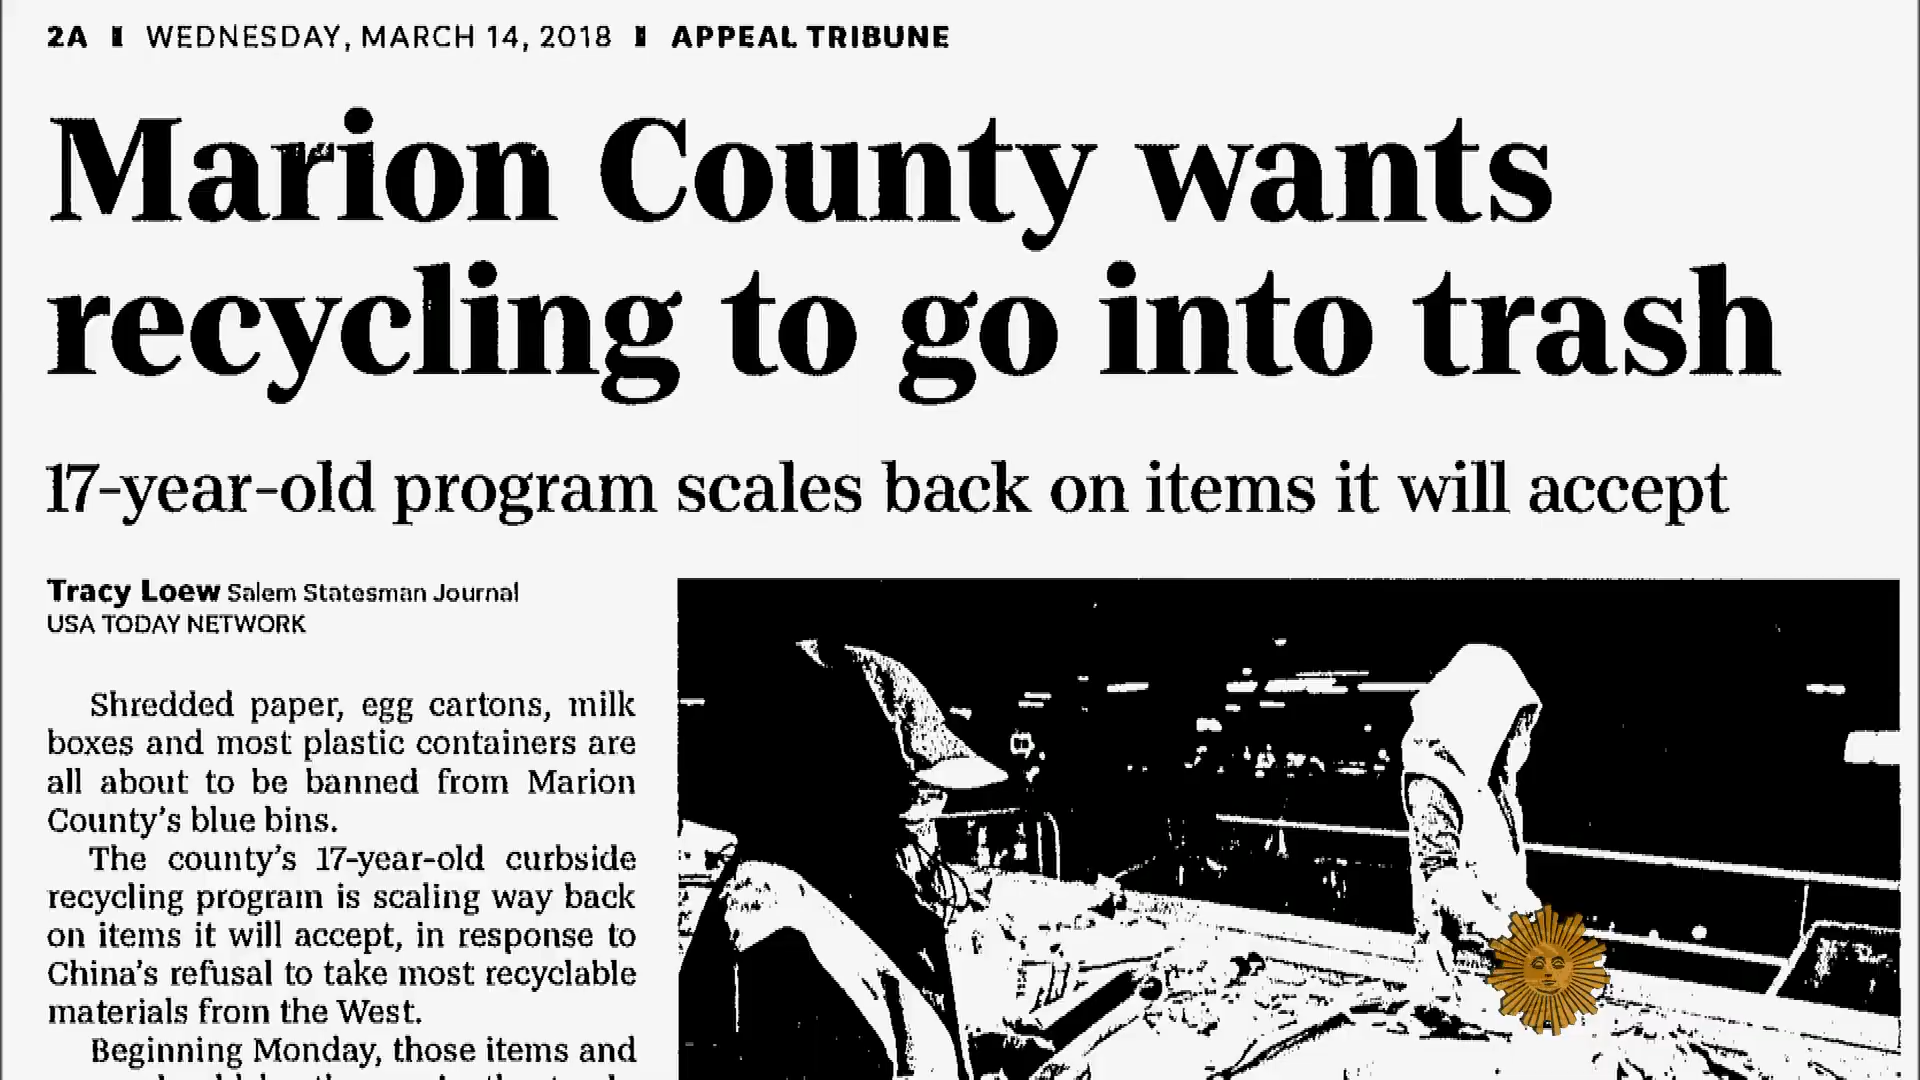 2A WEDNESDAY, MARCH 14, 2018 APPEAL TRIBUNE
Marion County wants
recycling to go into trash
17-year-old program scales back on items it will accept
Tracy Loew Salem Statesman Journal
USA TODAY NETWORK
Shredded paper, egg cartons, milk
boxes and most plastic containers are
all about to be banned from Marion
County's blue bins.
The county's 17-year-old curbside
recycling program is scaling way back
on items it will accept, in response to
China's refusal to take most recyclable
materials from the West.
Beginning Monday, those items and